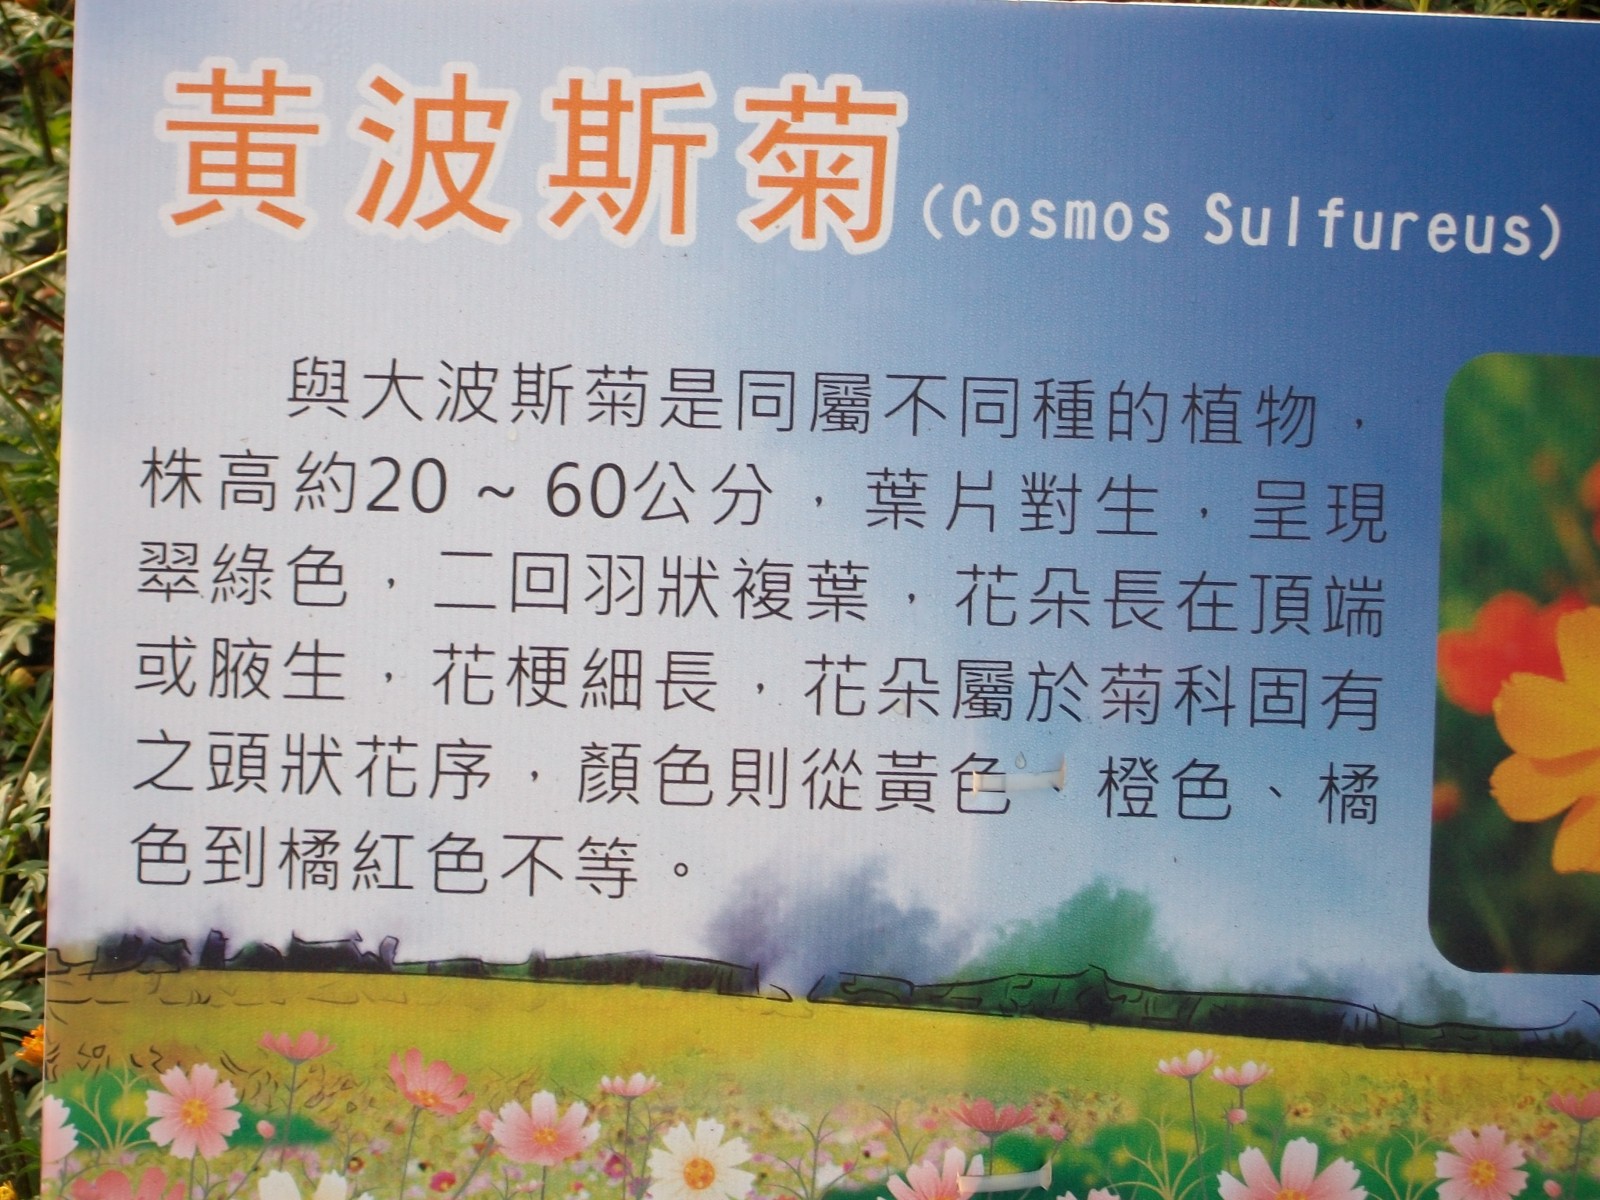 黃波斯菊(Cosmos Sulfureus)
與大波斯菊是同屬不同種的植物，
株高約20 ~ 60公分，葉片對生，呈現
翠綠色，二回羽狀複葉，花朵長在頂端
或腋生，花梗細長，花朵屬於菊科固有
之頭狀花序，顏色則從黃色、橙色、橘
色到橘紅色不等。